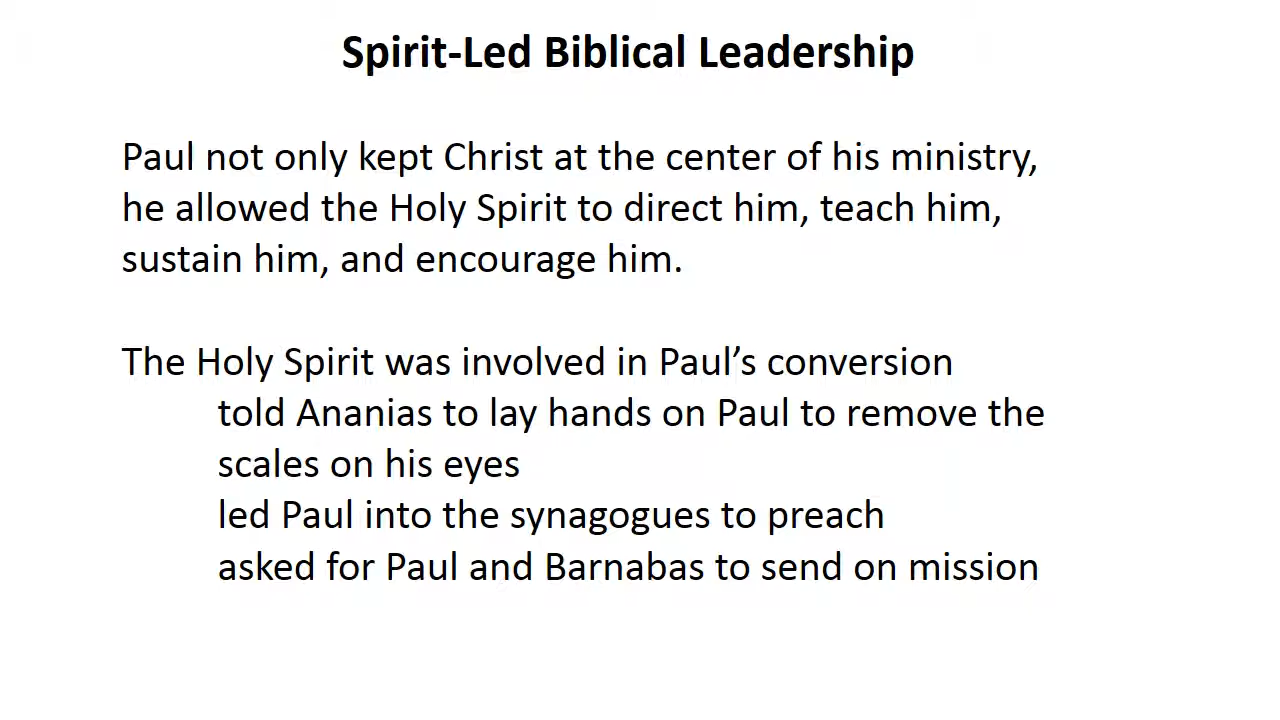 Spirit-Led Biblical Leadership
Paul not only kept Christ at the center of his ministry,
he allowed the Holy Spirit to direct him, teach him,
sustain him, and encourage him.
The Holy Spirit was involved in Paul’s conversion
told Ananias to lay hands on Paul to remove the
scales on his eyes
led Paul into the synagogues to preach
asked for Paul and Barnabas to send on mission